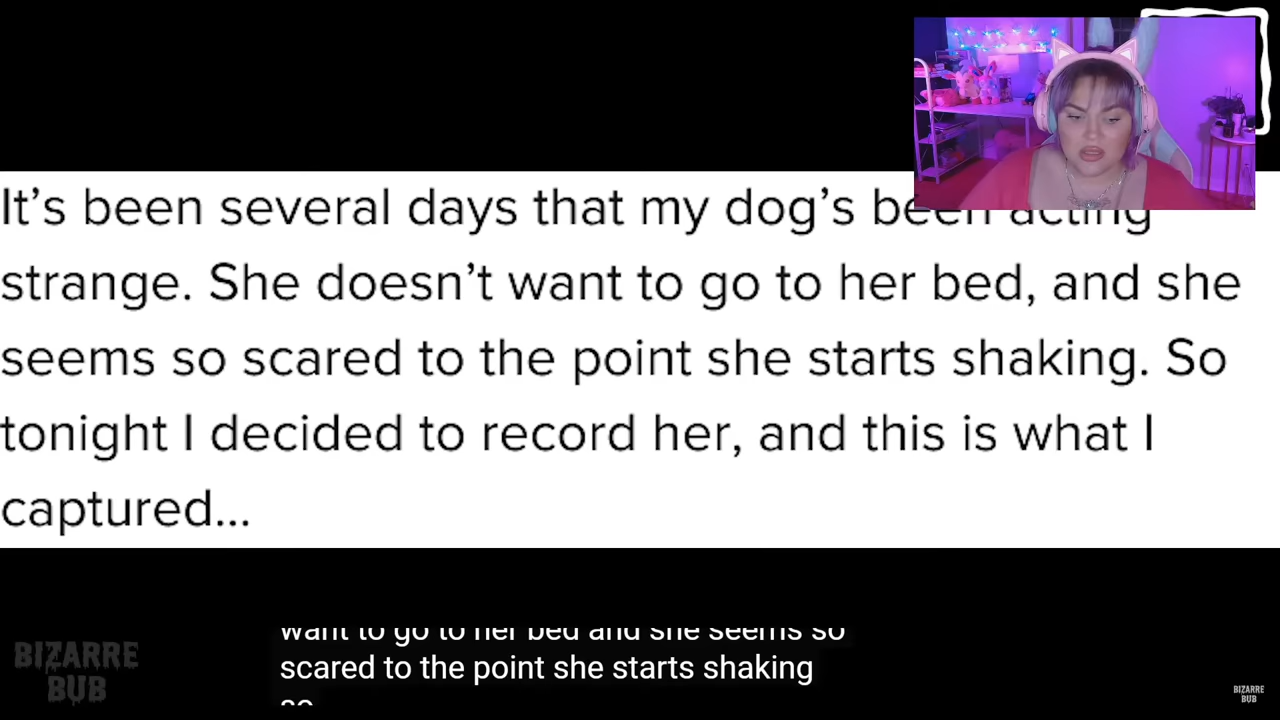 It’s been several days that my dog’s been acting
strange. She doesn’t want to go to her bed, and she
seems so scared to the point she starts shaking. So
tonight I decided to record her, and this is what I
captured...
want to go to her bed and she seems so
scared to the point she starts shaking
so
BIZARRE
BUB
BIZARRE
BUB